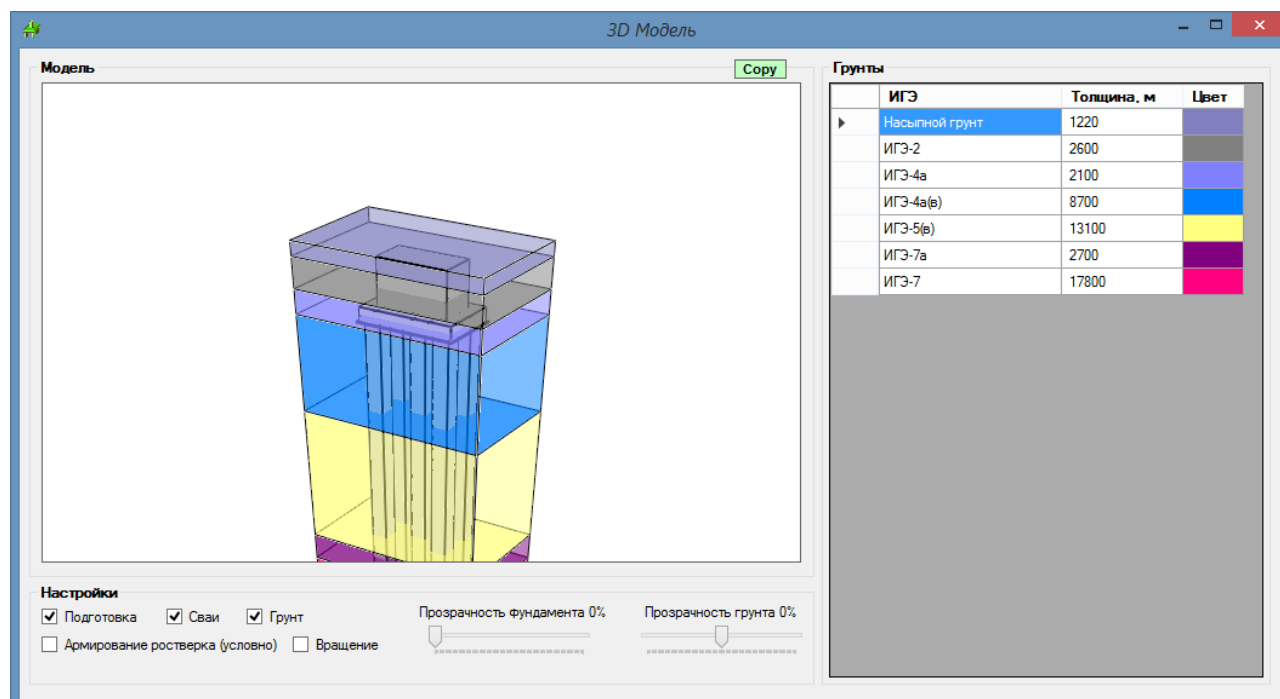 3D Модель
Модель
Copy
Грунты
ИГЭ Толщина, м Цвет
Насыпной грунт 1220
ИГЭ-2 2600
ИГЭ-4а 2100
ИГЭ-4а(в) 8700
ИГЭ-5(в) 13100
ИГЭ-7а 2700
ИГЭ-7 17800
Настройки
Подготовка Сваи Грунт
Армирование ростверка (условно) Вращение
Прозрачность фундамента 0%
Прозрачность грунта 0%